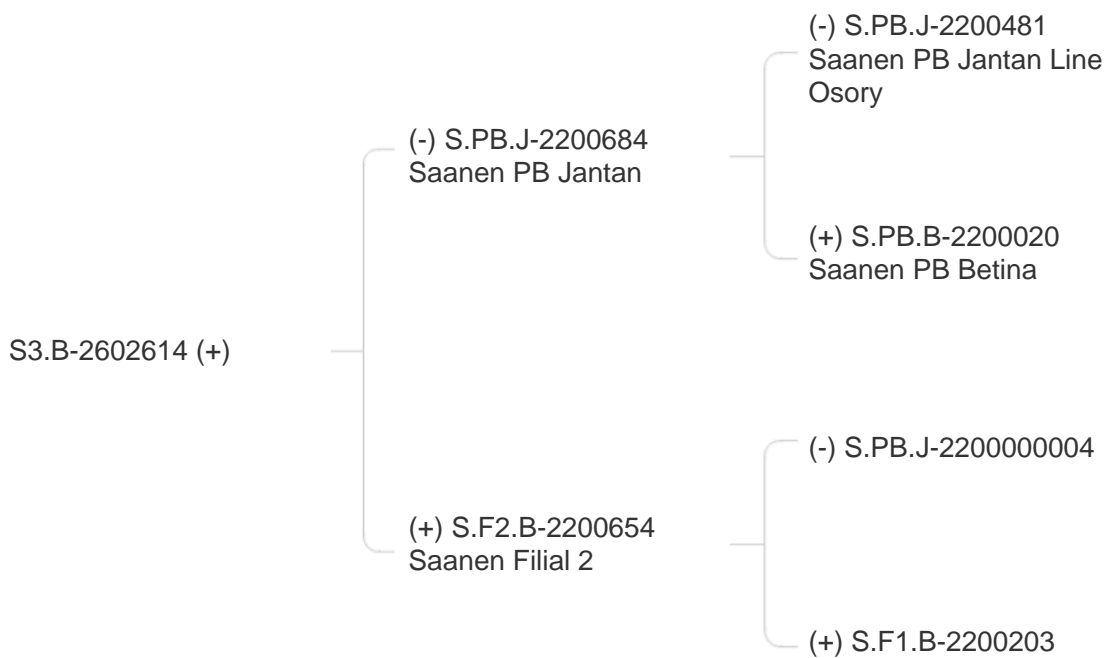 (-) S.PB.J-2200481
Saanen PB Jantan Line
Osory
(-) S.PB.J-2200684
Saanen PB Jantan
(+) S.PB.B-2200020
Saanen PB Betina
S3.B-2602614 (+)
(-) S.PB.J-2200000004
(+) S.F2.B-2200654
Saanen Filial 2
(+) S.F1.B-2200203